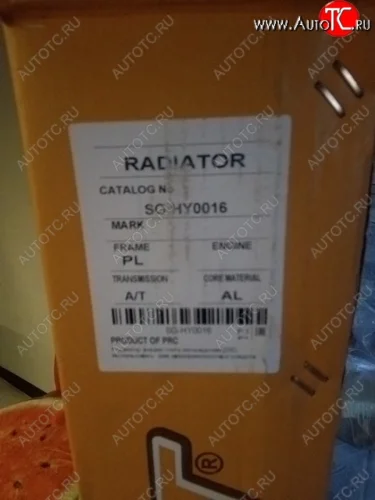 www.AutoTC.ru
RADIATOR
CATALOG No
SG-HY0016
MARK
FRAME ENGINE
PL
TRANSMISSION CORE MATERIAL
A/T AL
SG-HY0016
PRODUCT OF PRC
®
AUTOTC.RU